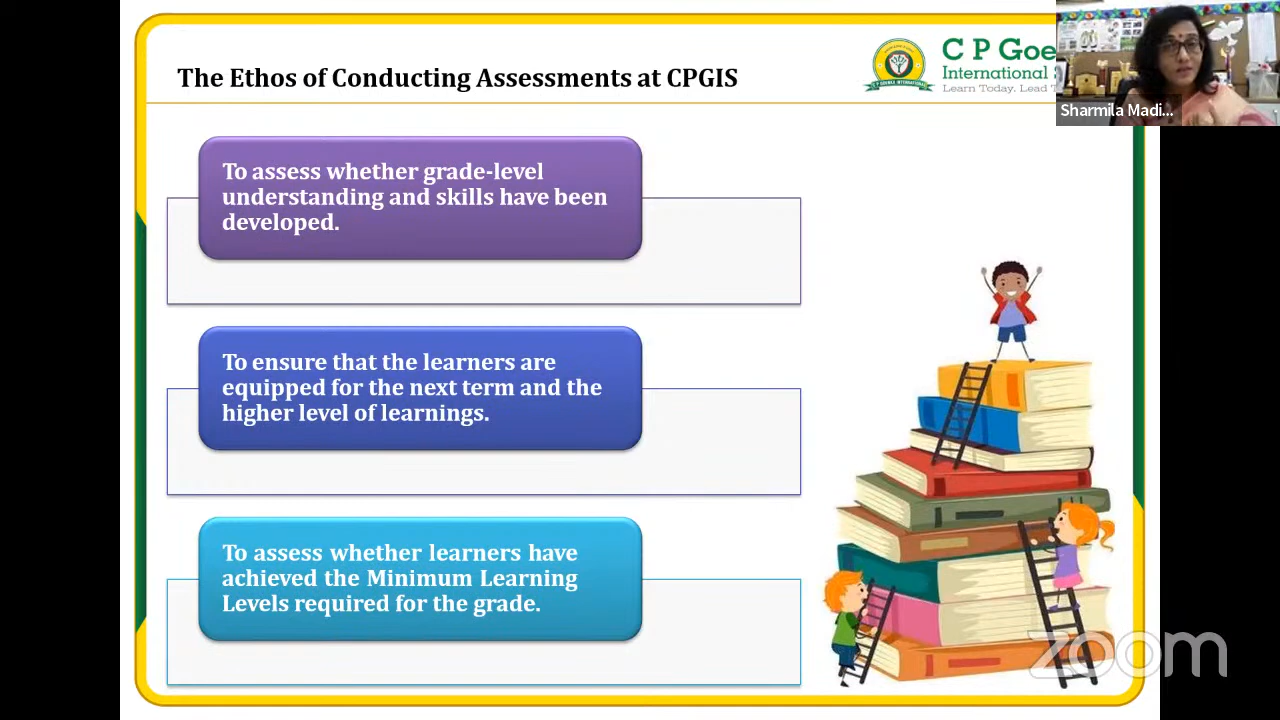 The Ethos of Conducting Assessments at CPGIS
C P Goe
International
Learn Today. Lead
Sharmila Madi...
To assess whether grade-level
understanding and skills have been
developed.
To ensure that the learners are
equipped for the next term and the
higher level of learnings.
To assess whether learners have
achieved the Minimum Learning
Levels required for the grade.
zoom